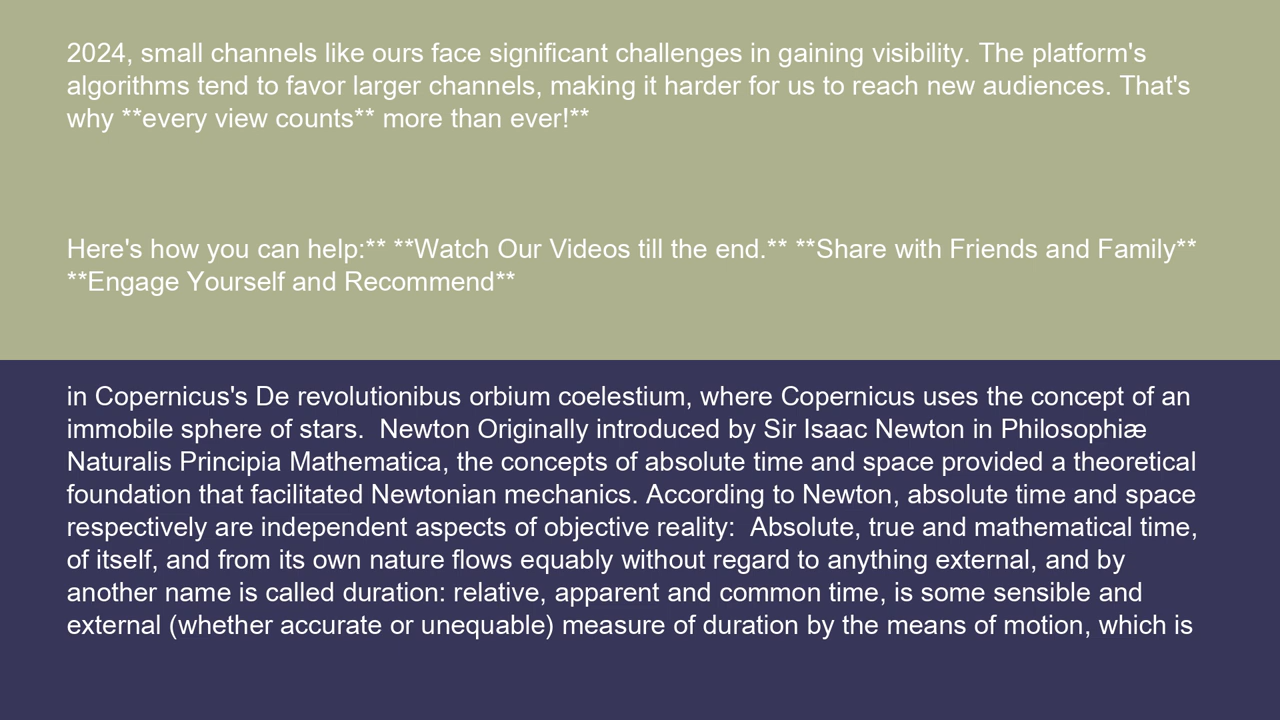 2024, small channels like ours face significant challenges in gaining visibility. The platform's
algorithms tend to favor larger channels, making it harder for us to reach new audiences. That's
why **every view counts** more than ever!**
Here's how you can help:** **Watch Our Videos till the end.** **Share with Friends and Family**
**Engage Yourself and Recommend**
in Copernicus's De revolutionibus orbium coelestium, where Copernicus uses the concept of an
immobile sphere of stars.  Newton Originally introduced by Sir Isaac Newton in Philosophiæ
Naturalis Principia Mathematica, the concepts of absolute time and space provided a theoretical
foundation that facilitated Newtonian mechanics. According to Newton, absolute time and space
respectively are independent aspects of objective reality:  Absolute, true and mathematical time,
of itself, and from its own nature flows equably without regard to anything external, and by
another name is called duration: relative, apparent and common time, is some sensible and
external (whether accurate or unequable) measure of duration by the means of motion, which is